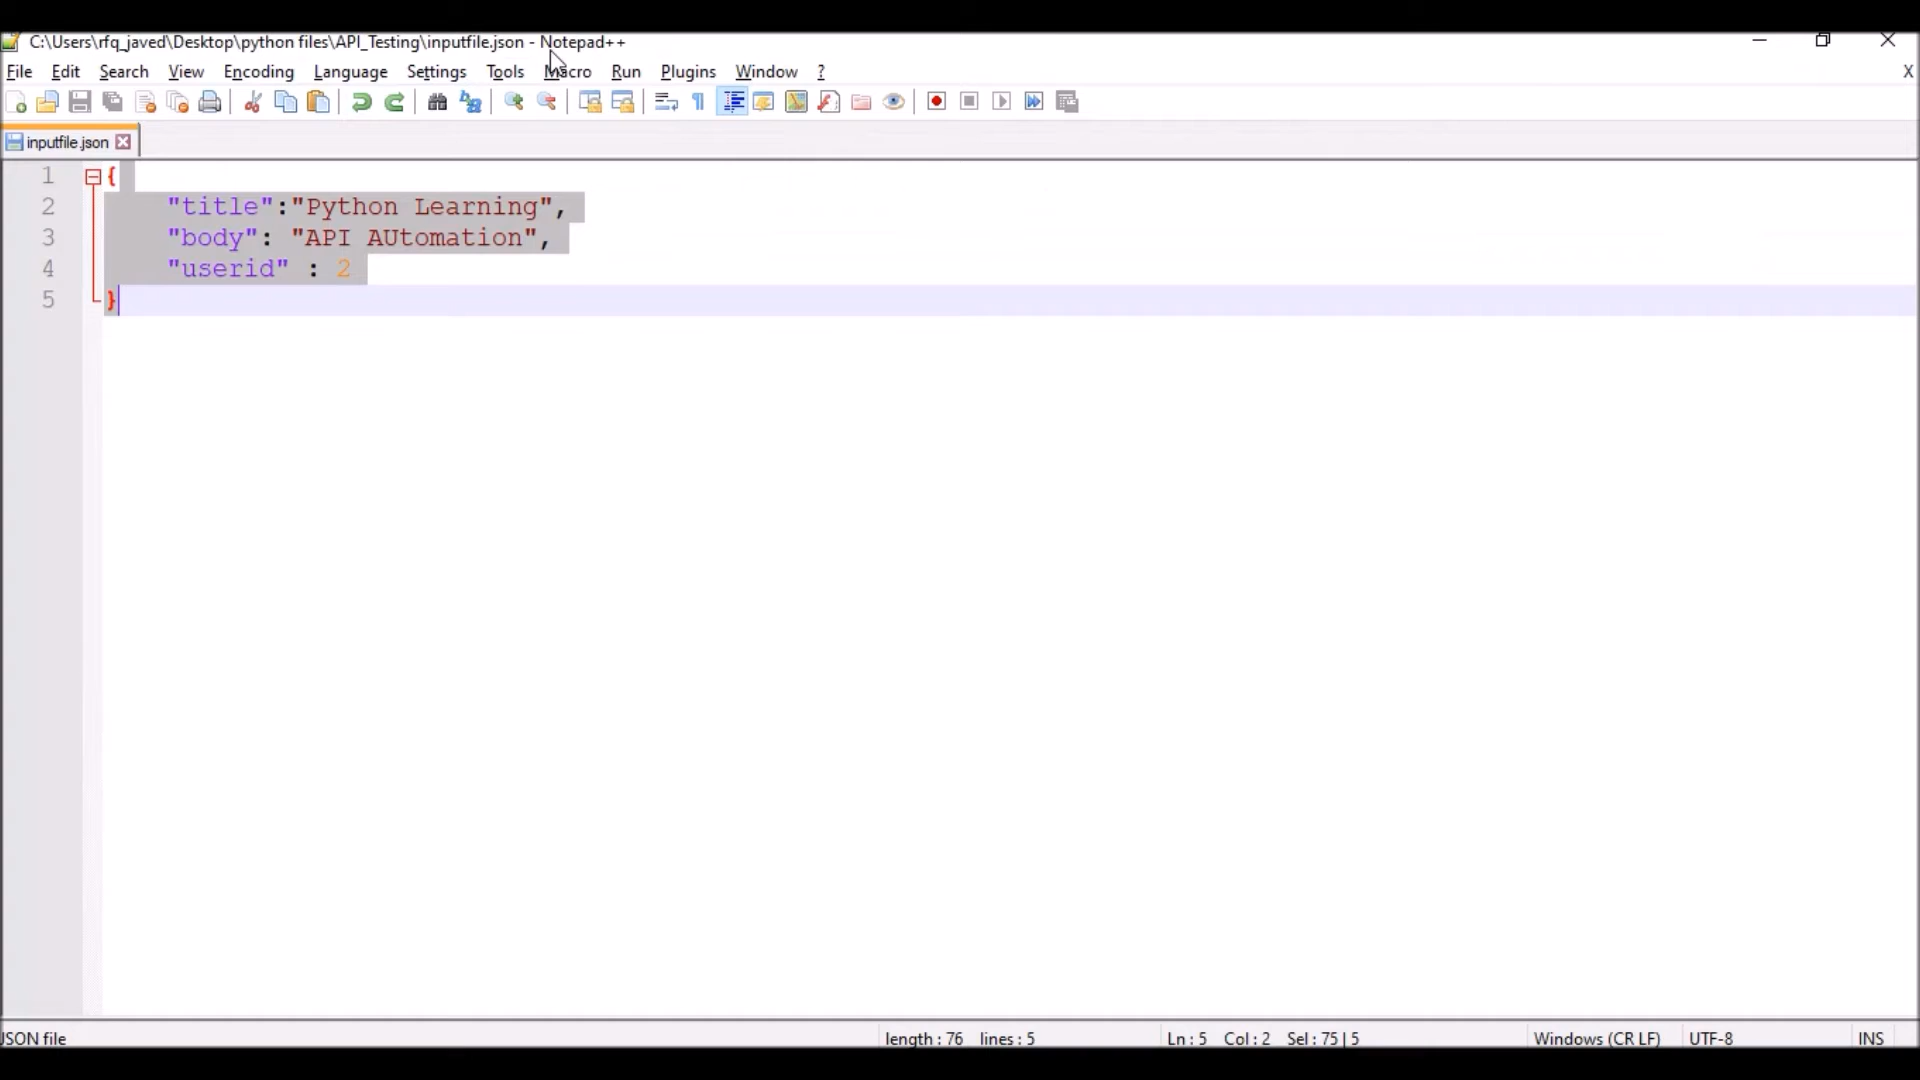 C:\Users\rfq_javed\Desktop\python files\API_Testing\inputfile.json - Notepad++
File Edit Search View Encoding Language Settings Tools Macro Run Plugins Window ? X
inputfile.json
1 {
2 "title":"Python Learning",
3 "body": "API AUtomation",
4 "userid" : 2
5 }
JSON file length : 76 lines : 5 Ln : 5 Col : 2 Sel : 75 | 5 Windows (CR LF) UTF-8 INS